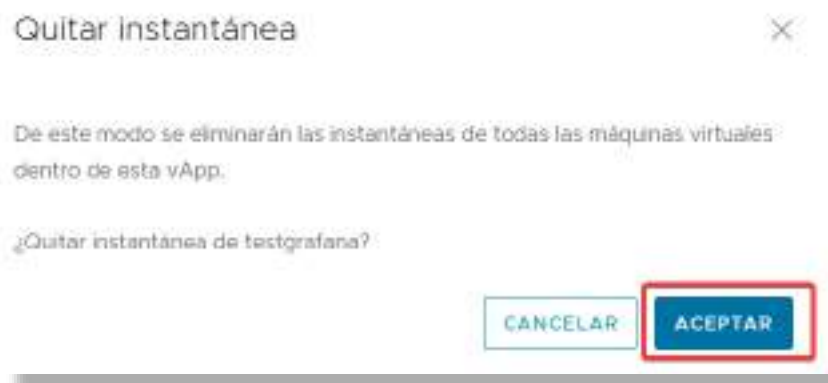 Quitar instantánea
De este modo se eliminarán las instantáneas de todas las máquinas virtuales
dentro de esta vApp.
¿Quitar instantánea de testgrafana?
CANCELAR
ACEPTAR